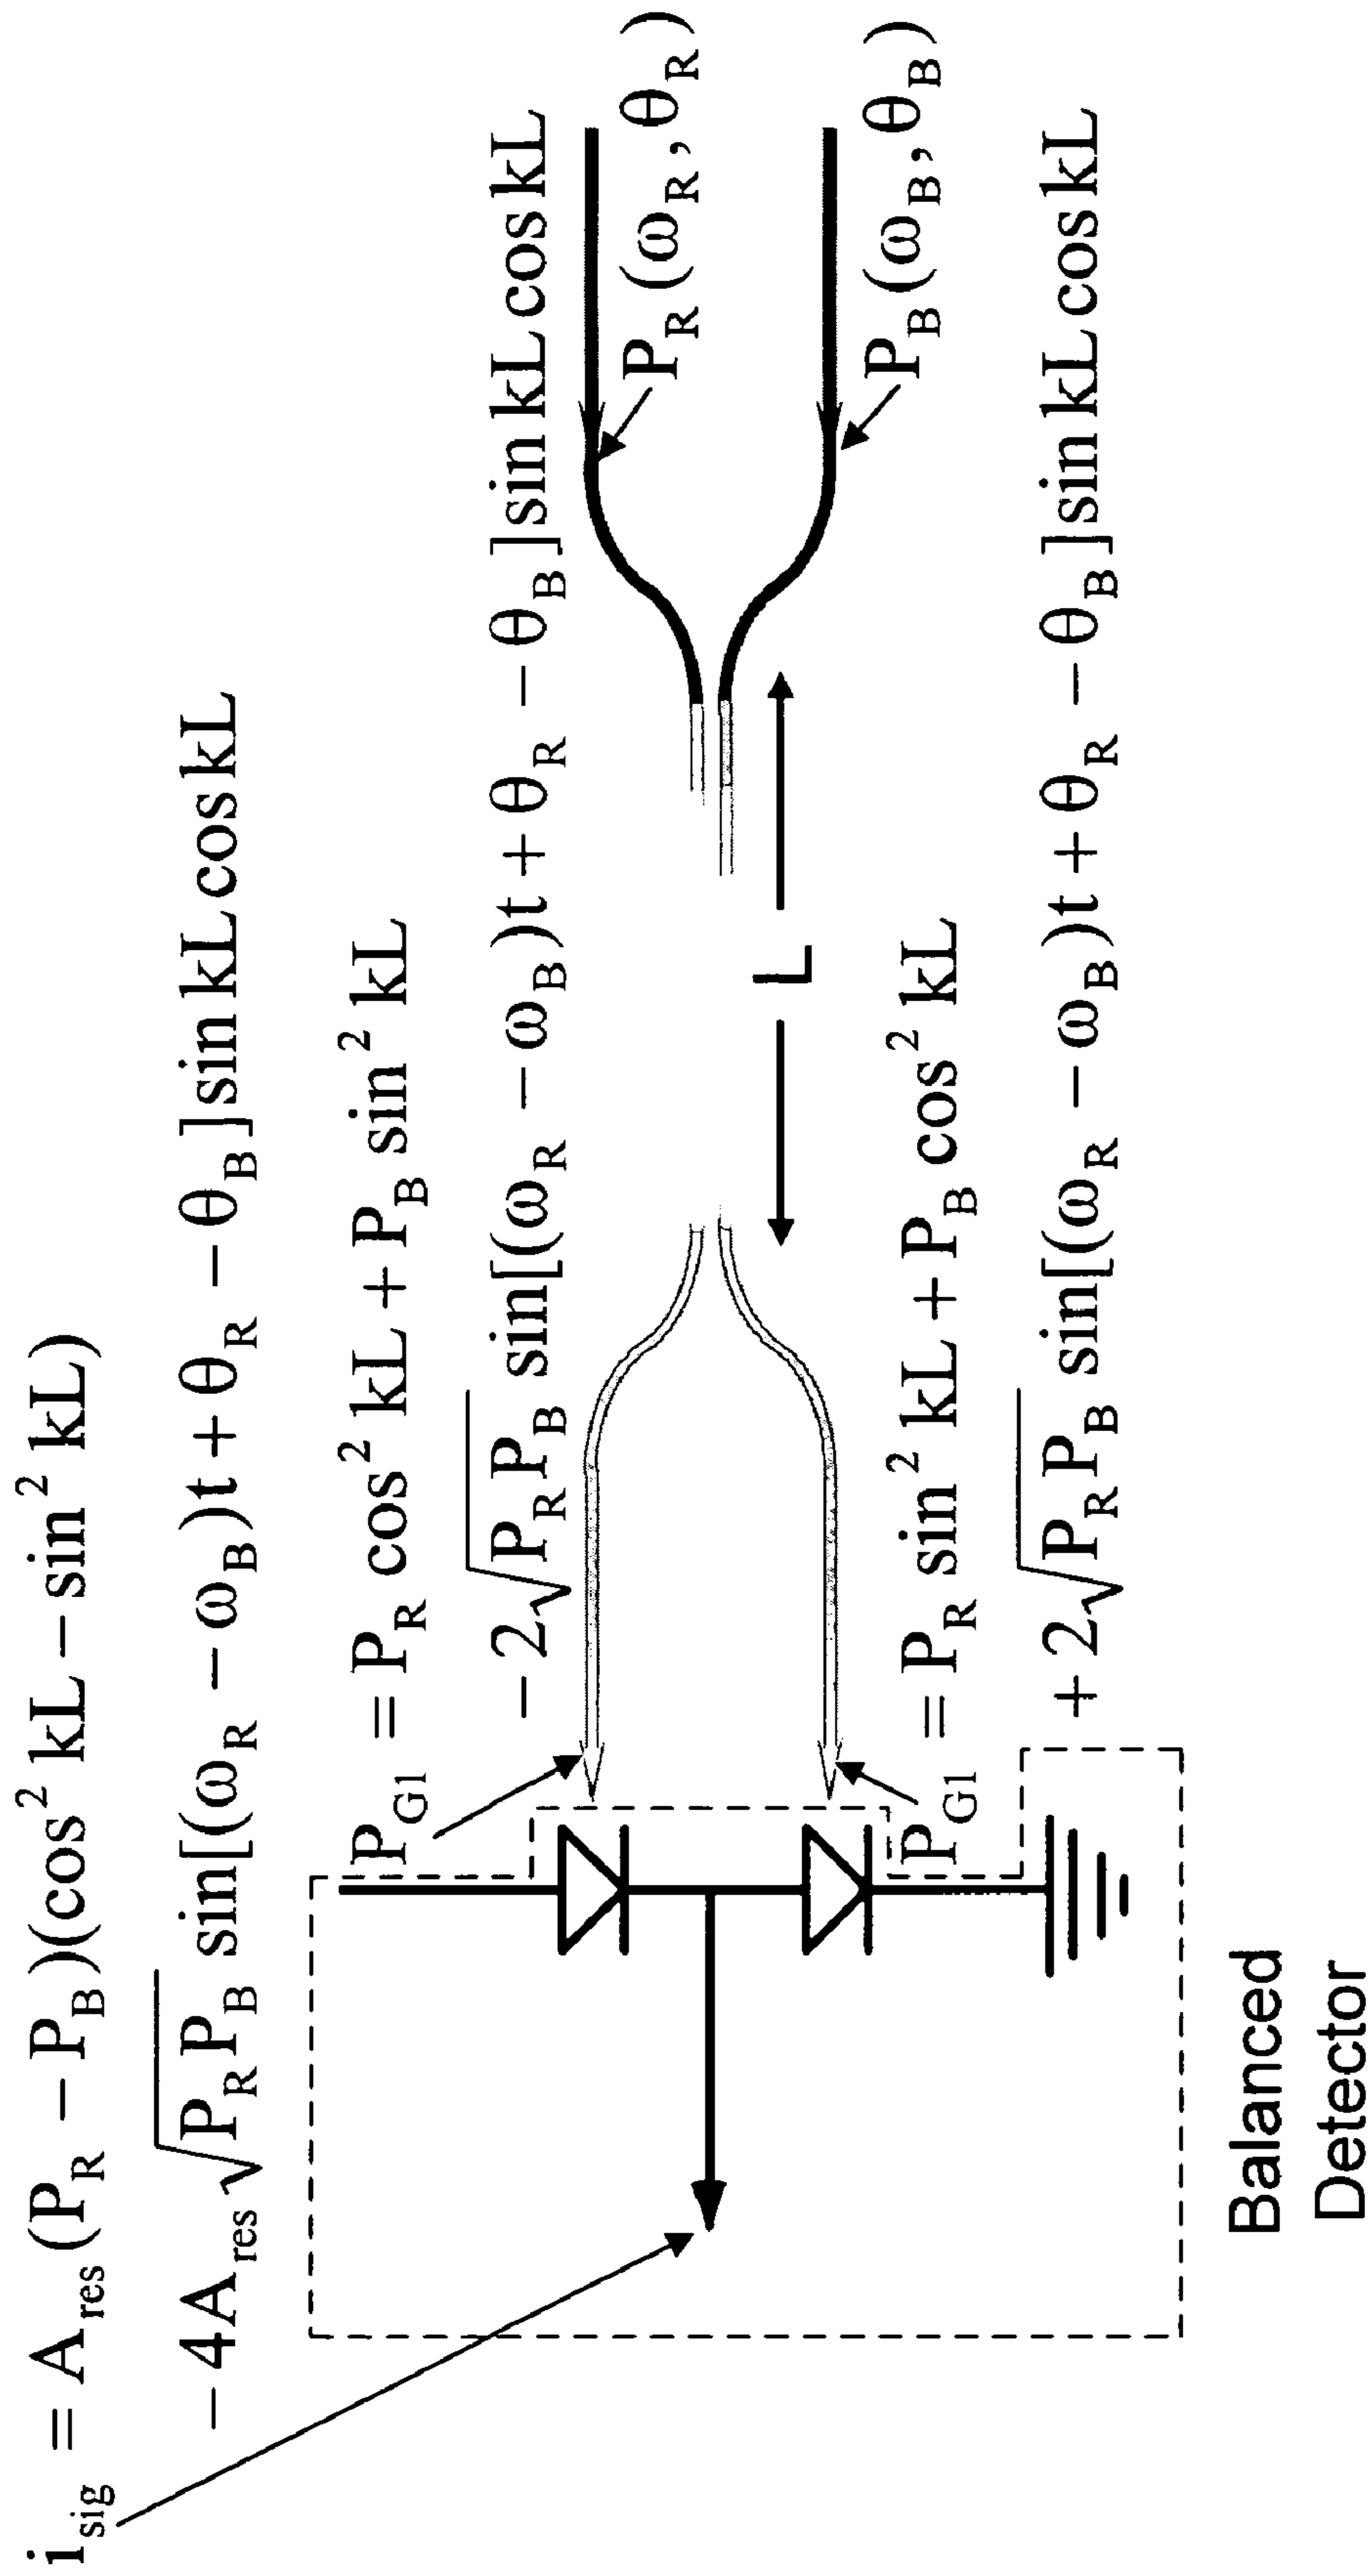 i_sig = A_res (P_R − P_B)(cos² kL − sin² kL)
− 4A_res √P_R P_B sin[(ω_R − ω_B)t + θ_R − θ_B] sin kL cos kL
P_G1 = P_R cos² kL + P_B sin² kL
− 2√P_R P_B sin[(ω_R − ω_B)t + θ_R − θ_B] sin kL cos kL
P_R (ω_R, θ_R)
L
P_B (ω_B, θ_B)
P_G1 = P_R sin² kL + P_B cos² kL
+ 2√P_R P_B sin[(ω_R − ω_B)t + θ_R − θ_B] sin kL cos kL
Balanced
Detector